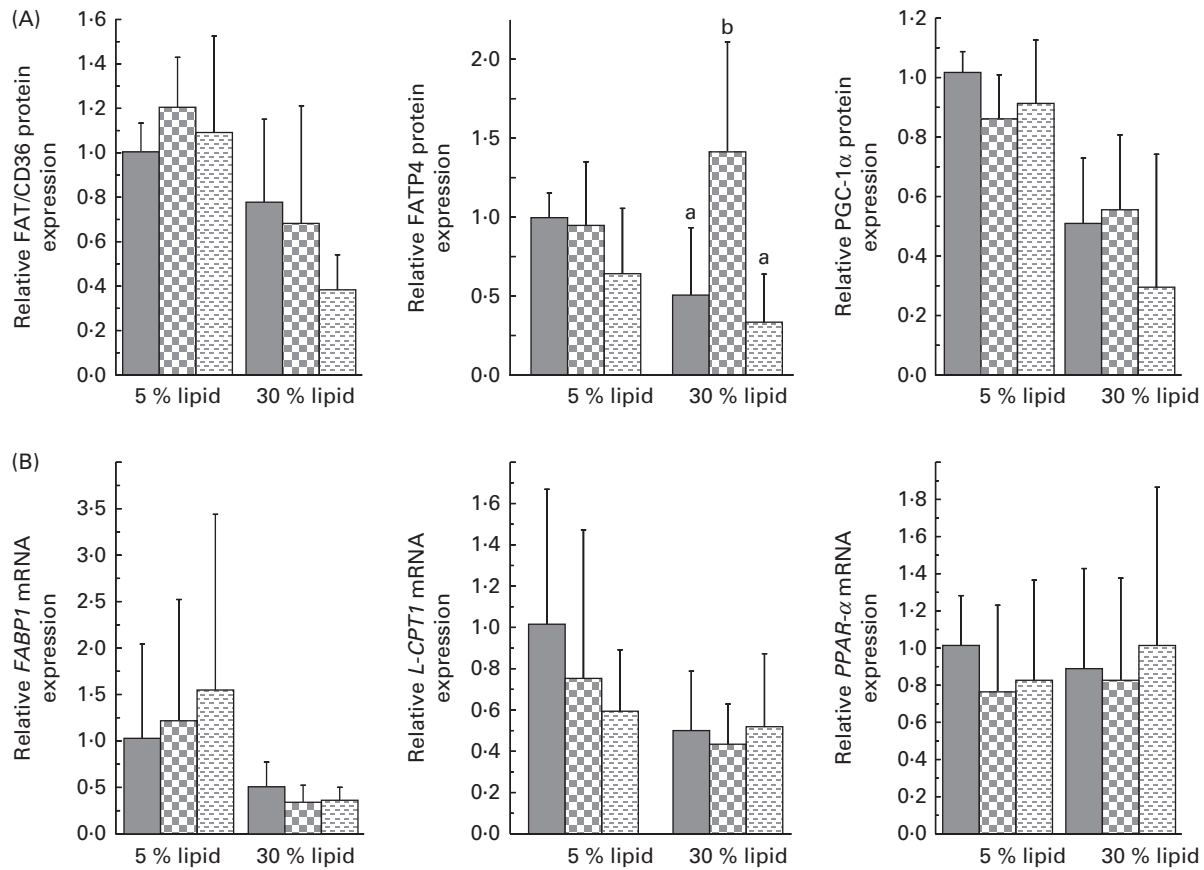 (A)
Relative FAT/CD36 protein
expression
1·6
1·4
1·2
1·0
0·8
0·6
0·4
0·2
0·0
5 % lipid
30 % lipid
Relative FATP4 protein
expression
2·0
1·5
1·0
0·5
0·0
a
b
a
5 % lipid
30 % lipid
Relative PGC-1α protein
expression
1·2
1·0
0·8
0·6
0·4
0·2
0·0
5 % lipid
30 % lipid
(B)
Relative FABP1 mRNA
expression
3·5
3·0
2·5
2·0
1·5
1·0
0·5
0·0
5 % lipid
30 % lipid
Relative L-CPT1 mRNA
expression
1·6
1·4
1·2
1·0
0·8
0·6
0·4
0·2
0·0
5 % lipid
30 % lipid
Relative PPAR-α mRNA
expression
1·8
1·6
1·4
1·2
1·0
0·8
0·6
0·4
0·2
0·0
5 % lipid
30 % lipid